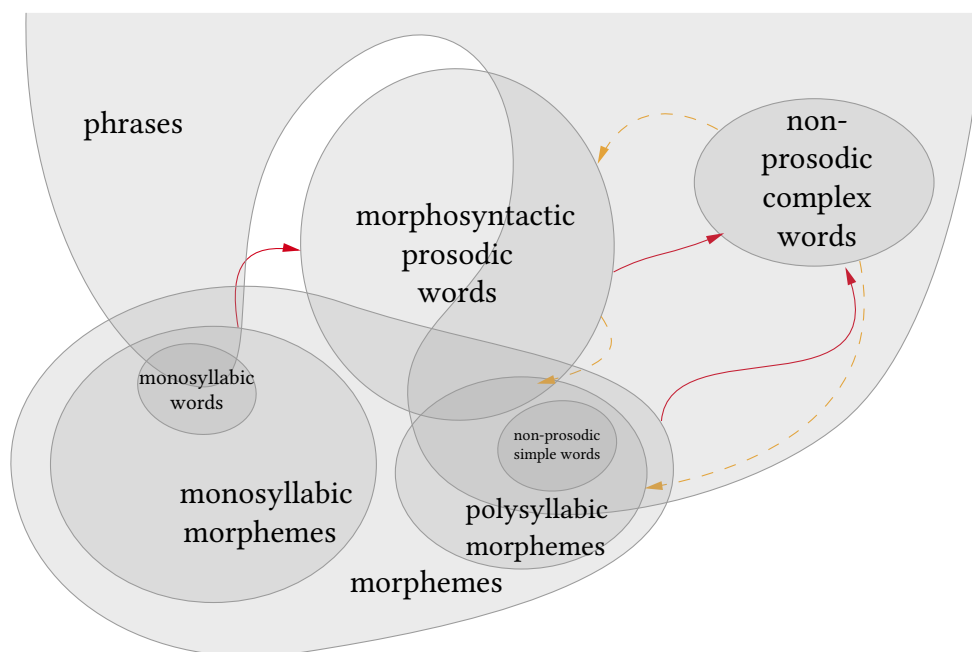 phrases
non-
prosodic
complex
words
morphosyntactic
prosodic
words
monosyllabic
words
non-prosodic
simple words
monosyllabic
morphemes
polysyllabic
morphemes
morphemes